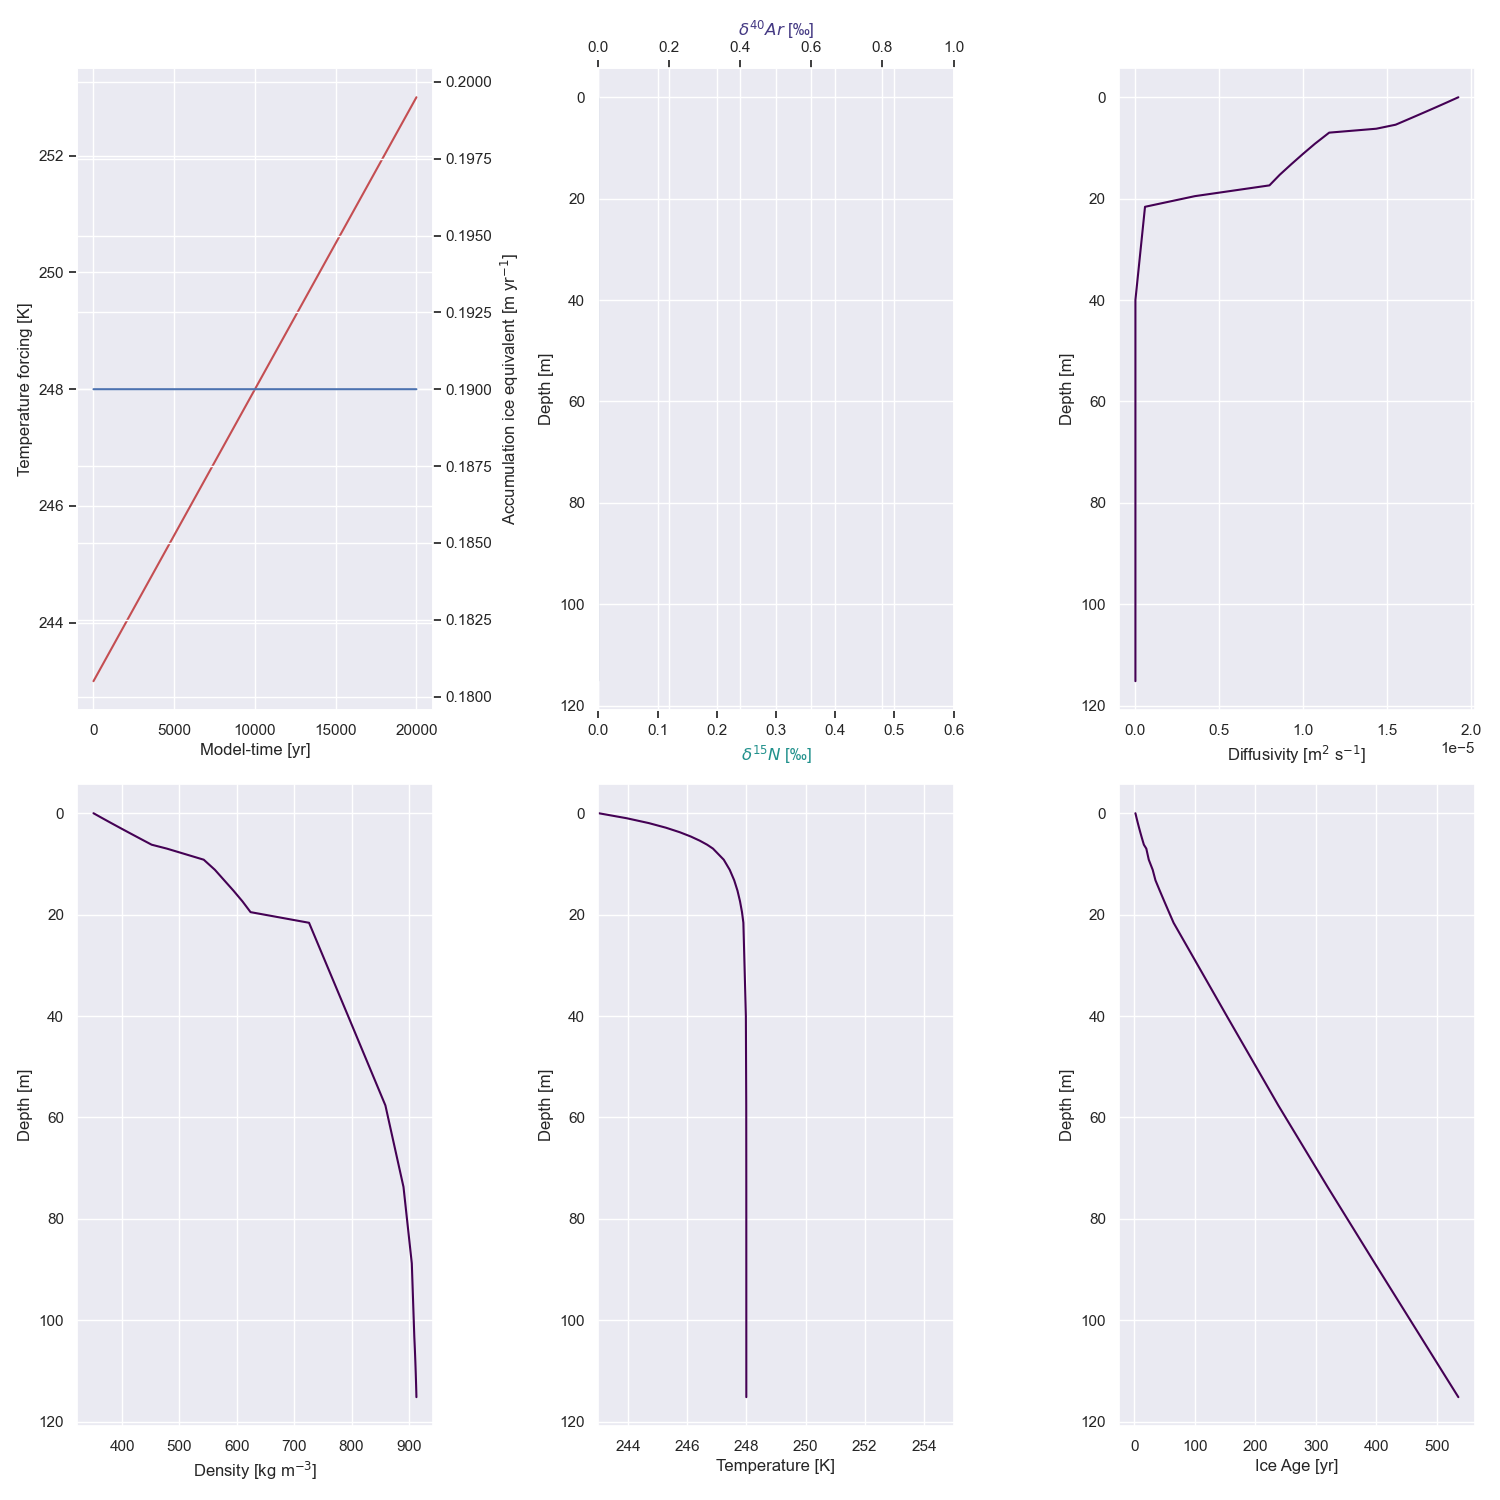 δ⁴⁰Ar [‰]
0.0 0.2 0.4 0.6 0.8 1.0
Temperature forcing [K]
252
250
248
246
244
0.2000
0.1975
0.1950
0.1925
0.1900
0.1875
0.1850
0.1825
0.1800
Accumulation ice equivalent [m yr⁻¹]
0 5000 10000 15000 20000
Model-time [yr]
Depth [m]
0
20
40
60
80
100
120
0.0 0.1 0.2 0.3 0.4 0.5 0.6
δ¹⁵N [‰]
Depth [m]
0
20
40
60
80
100
120
0.0 0.5 1.0 1.5 2.0
1e−5
Diffusivity [m² s⁻¹]
Depth [m]
0
20
40
60
80
100
120
400 500 600 700 800 900
Density [kg m⁻³]
Depth [m]
0
20
40
60
80
100
120
244 246 248 250 252 254
Temperature [K]
Depth [m]
0
20
40
60
80
100
120
0 100 200 300 400 500
Ice Age [yr]